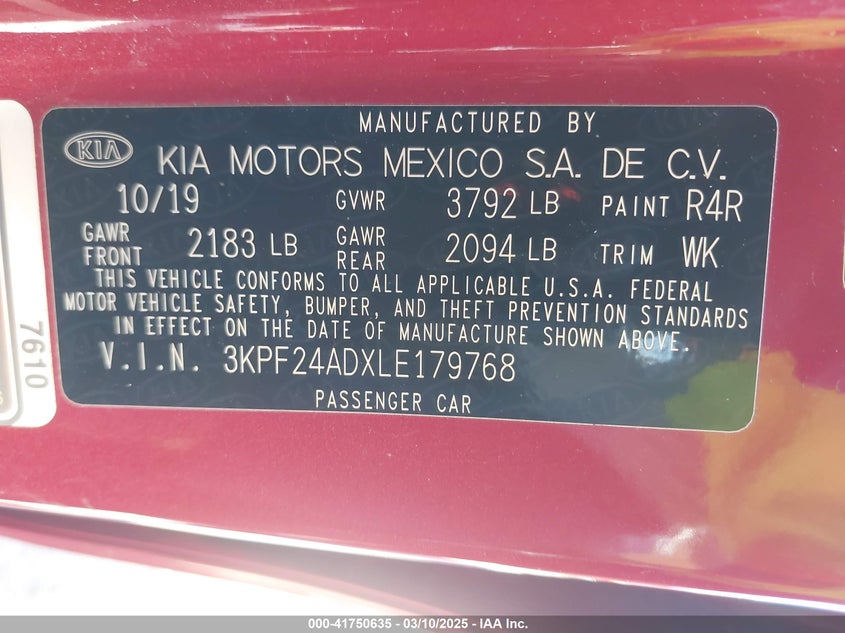 MANUFACTURED BY
KIA KIA MOTORS MEXICO S.A. DE C.V.
10/19 GVWR 3792 LB PAINT R4R
GAWR FRONT 2183 LB GAWR REAR 2094 LB TRIM WK
THIS VEHICLE CONFORMS TO ALL APPLICABLE U.S.A. FEDERAL
MOTOR VEHICLE SAFETY, BUMPER, AND THEFT PREVENTION STANDARDS
IN EFFECT ON THE DATE OF MANUFACTURE SHOWN ABOVE.
V.I.N. 3KPF24ADXLE179768
PASSENGER CAR
7610
000-41750635 - 03/10/2025 - IAA Inc.